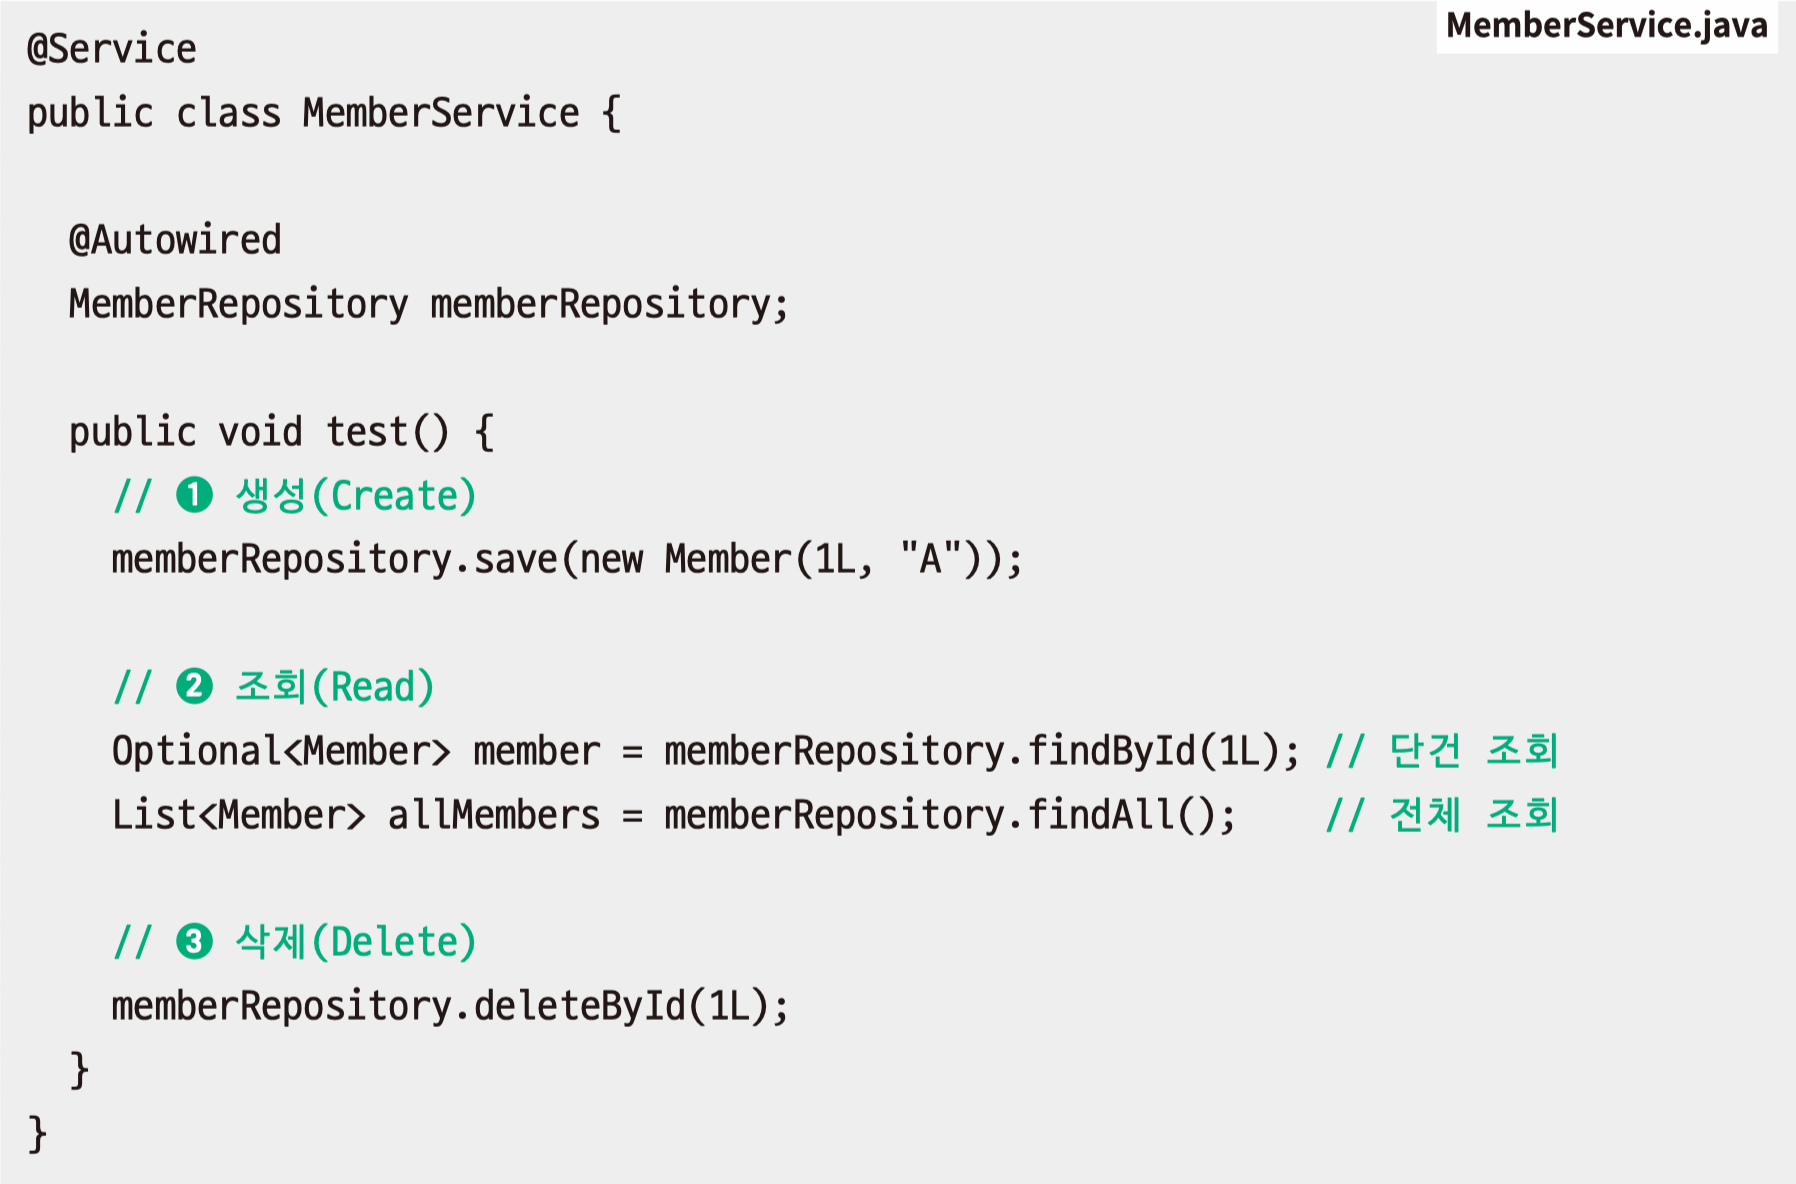 MemberService.java
@Service
public class MemberService {
@Autowired
MemberRepository memberRepository;
public void test() {
// ❶ 생성(Create)
memberRepository.save(new Member(1L, "A"));
// ❷ 조회(Read)
Optional<Member> member = memberRepository.findById(1L); // 단건 조회
List<Member> allMembers = memberRepository.findAll(); // 전체 조회
// ❸ 삭제(Delete)
memberRepository.deleteById(1L);
}
}